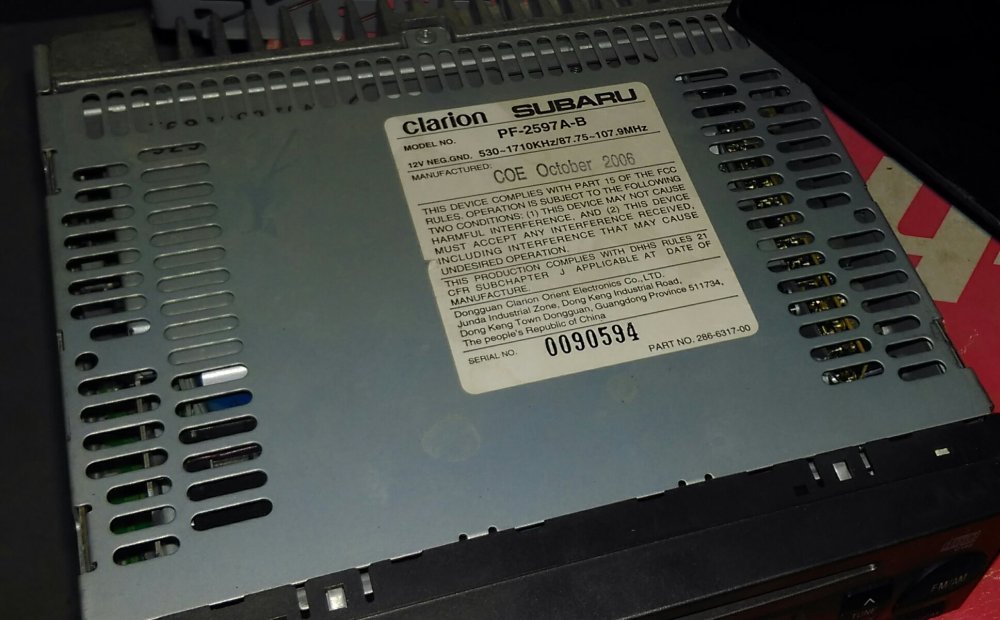 clarion SUBARU
MODEL NO. PF-2597A-B
12V NEG.GND. 530~1710KHz/87.75~107.9MHz
MANUFACTURED: COE October 2006
THIS DEVICE COMPLIES WITH PART 15 OF THE FCC
RULES, OPERATION IS SUBJECT TO THE FOLLOWING
TWO CONDITIONS: (1) THIS DEVICE MAY NOT CAUSE
HARMFUL INTERFERENCE, AND (2) THIS DEVICE
MUST ACCEPT ANY INTERFERENCE RECEIVED,
INCLUDING INTERFERENCE THAT MAY CAUSE
UNDESIRED OPERATION.
THIS PRODUCTION COMPLIES WITH DHHS RULES 21
CFR SUBCHAPTER J APPLICABLE AT DATE OF
MANUFACTURE.
Dongguan Clarion Orient Electronics Co.,LTD.
Junda Industrial Zone, Dong Keng Industrial Road,
Dong Keng Town Dongguan, Guangdong Province 511734,
The people's Republic of China
SERIAL NO. 0090594 PART NO. 286-6317-00
FM/AM
TUNE